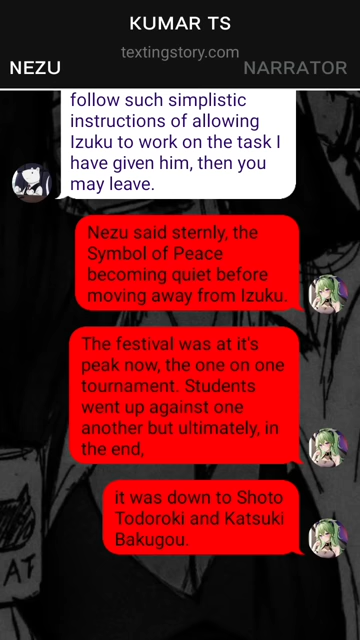 KUMAR TS
textingstory.com
NEZU
NARRATOR
follow such simplistic
instructions of allowing
Izuku to work on the task I
have given him, then you
may leave.
Nezu said sternly, the
Symbol of Peace
becoming quiet before
moving away from Izuku.
The festival was at it's
peak now, the one on one
tournament. Students
went up against one
another but ultimately, in
the end,
it was down to Shoto
Todoroki and Katsuki
Bakugou.
AF